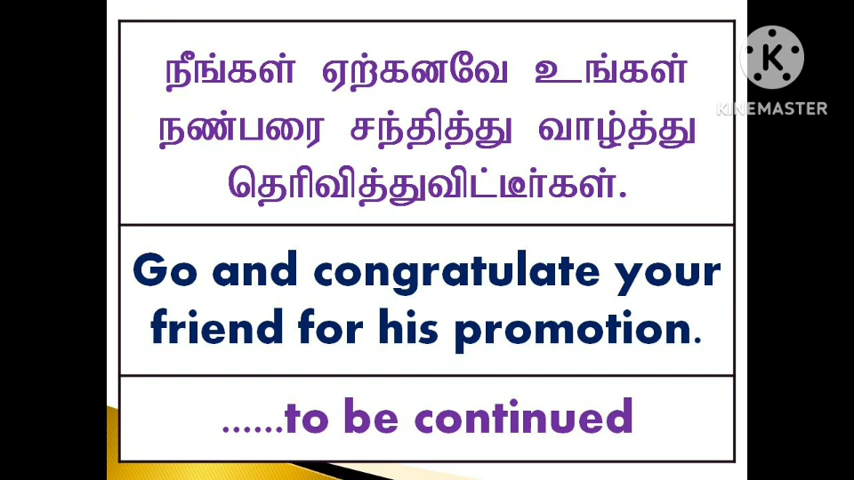 நீங்கள் ஏற்கனவே உங்கள்
நண்பரை சந்தித்து வாழ்த்து
தெரிவித்துவிட்டீர்கள்.
Go and congratulate your
friend for his promotion.
......to be continued
K
KINEMASTER